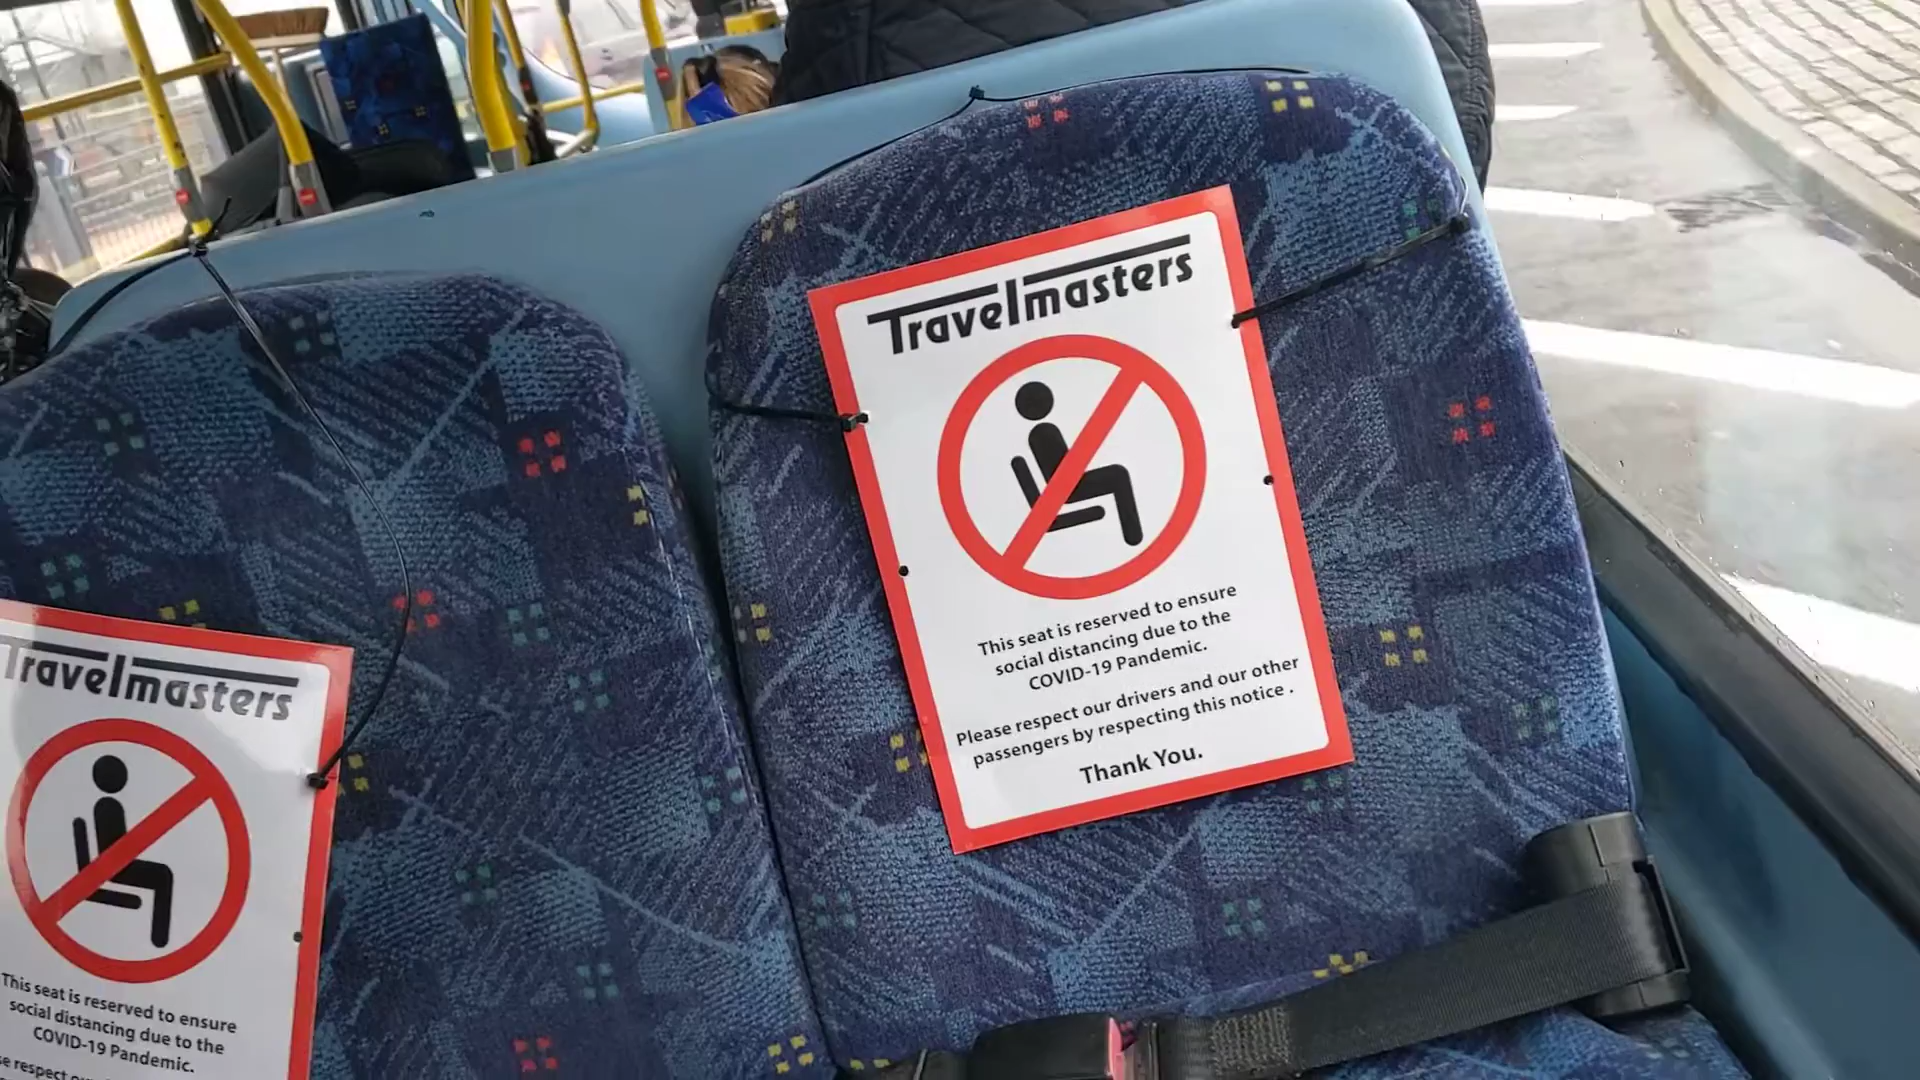 Travelmasters
This seat is reserved to ensure
social distancing due to the
COVID-19 Pandemic.
Please respect our drivers and our other
passengers by respecting this notice .
Thank You.
Travelmasters
This seat is reserved to ensure
social distancing due to the
COVID-19 Pandemic.
respect our